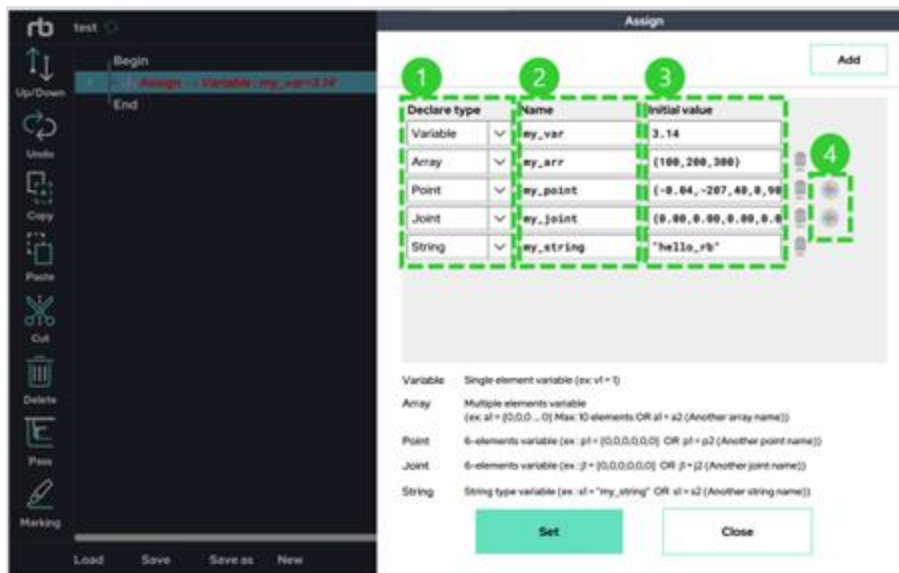 rb
test
Assign
Up/Down
Undo
Copy
Paste
Cut
Delete
Pass
Marking
Begin
Assign
Variable : my_var=3.14
End
Add
1
2
3
4
Declare type Name Initial value
Variable my_var 3.14
Array my_arr {100,200,300}
Point my_point {-0.04,-207,40,0,90
Joint my_joint {0.00,0.00,0.00,0.0
String my_string "hello_rb"
Variable Single element variable (ex: v1 = 1)
Array Multiple elements variable
(ex: a1 = {0,0,0 ... 0} Max: 10 elements OR a1 = a2 (Another array name))
Point 6-elements variable (ex : p1 = {0,0,0,0,0,0} OR p1 = p2 (Another point name))
Joint 6-elements variable (ex : j1 = {0,0,0,0,0,0} OR j1 = j2 (Another joint name))
String String type variable (ex : s1 = "my_string" OR s1 = s2 (Another string name))
Set Close
Load Save Save as New